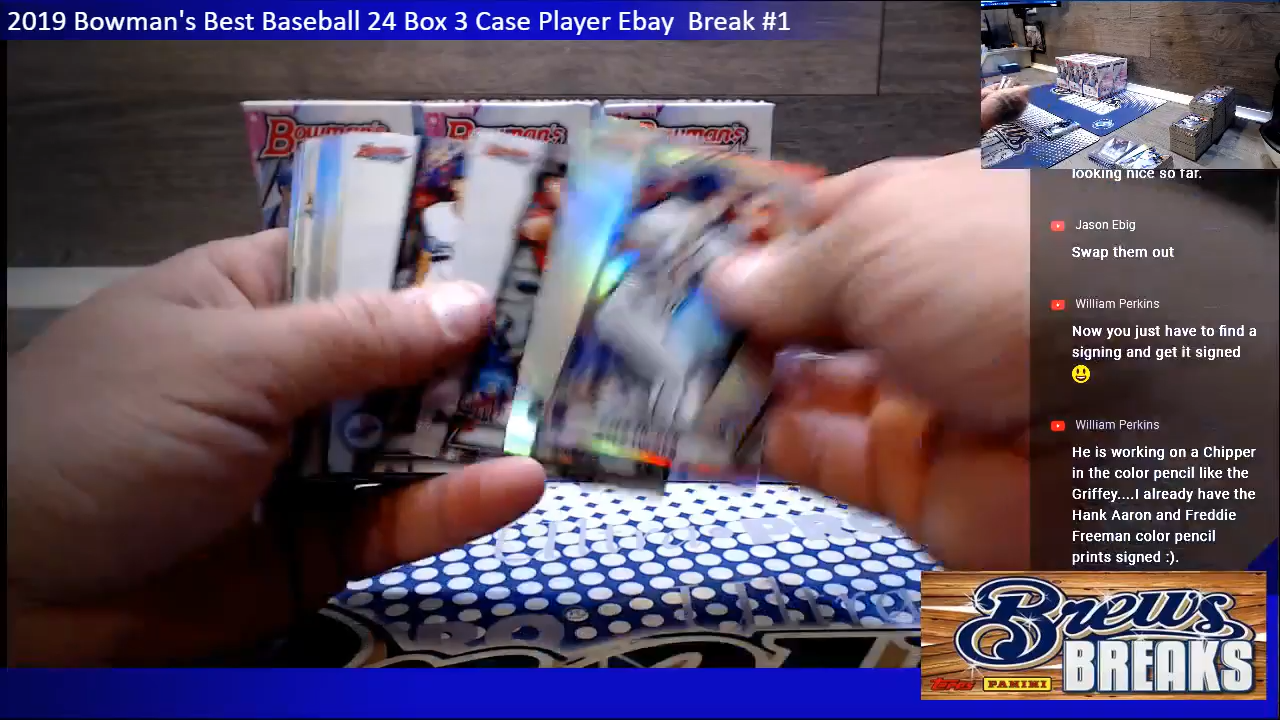 2019 Bowman's Best Baseball 24 Box 3 Case Player Ebay Break #1
looking nice so far.
Jason Ebig
Swap them out
William Perkins
Now you just have to find a
signing and get it signed
William Perkins
He is working on a Chipper
in the color pencil like the
Griffey....I already have the
Hank Aaron and Freddie
Freeman color pencil
prints signed :).
Bowman's
Bowman's
Bowman's
Brews
BREAKS
Topps PANINI